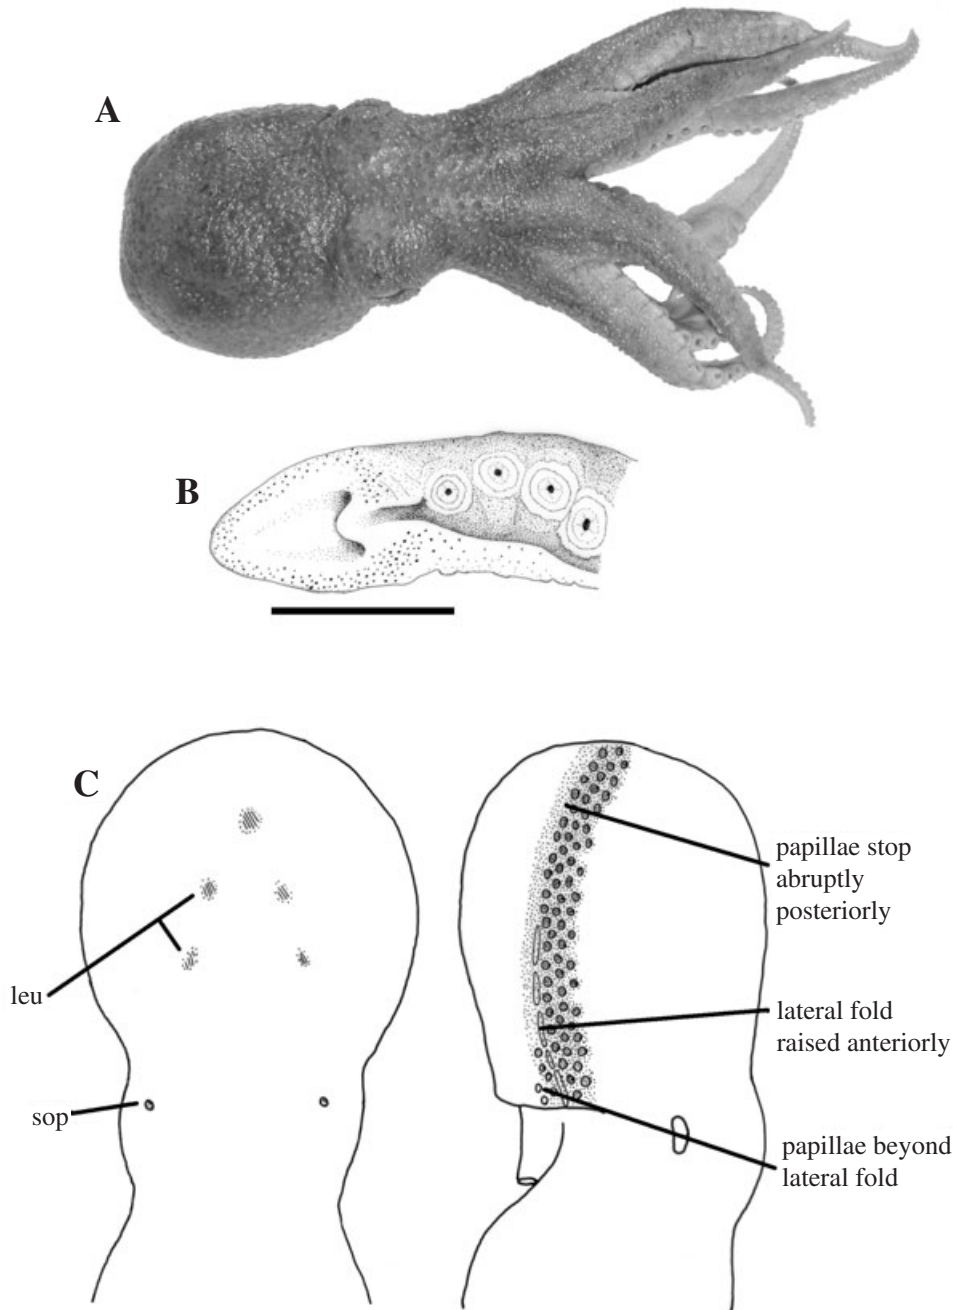 A
B
C
leu
sop
papillae stop
abruptly
posteriorly
lateral fold
raised anteriorly
papillae beyond
lateral fold